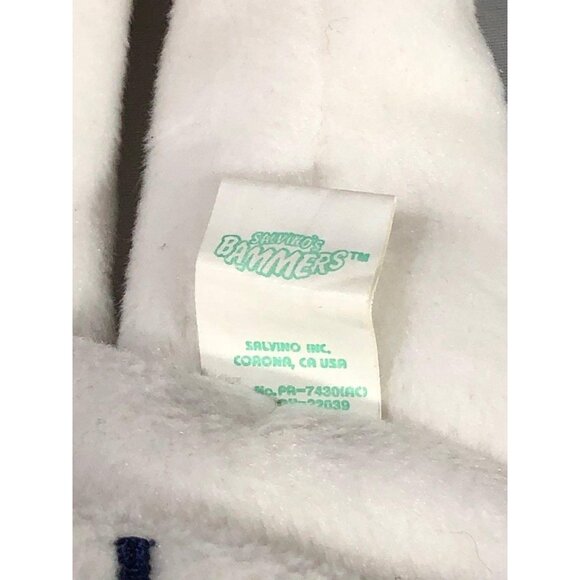 SALVINO'S
BAMMERS™
SALVINO INC.
CORONA, CA USA
No.PA-7430(AC)